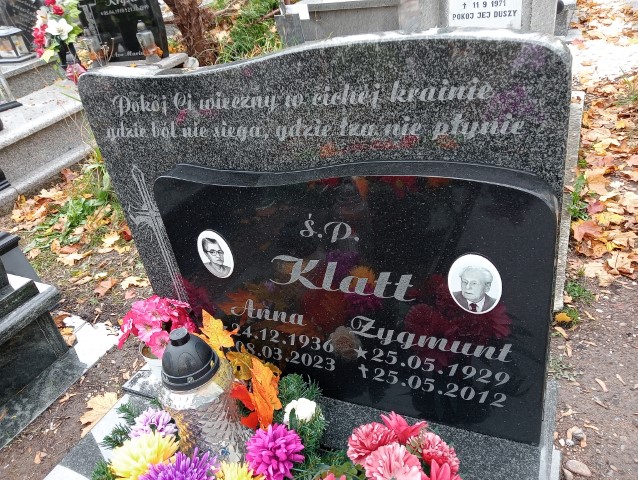 ✝ 11 9 1971
POKÓJ JEJ DUSZY
Pokój Ci wieczny w cichej krainie
gdzie ból nie sięga, gdzie łza nie płynie
ś.P.
Klatt
Anna
24.12.1936
08.03.2023
Zygmunt
★25.05.1929
✝25.05.2012